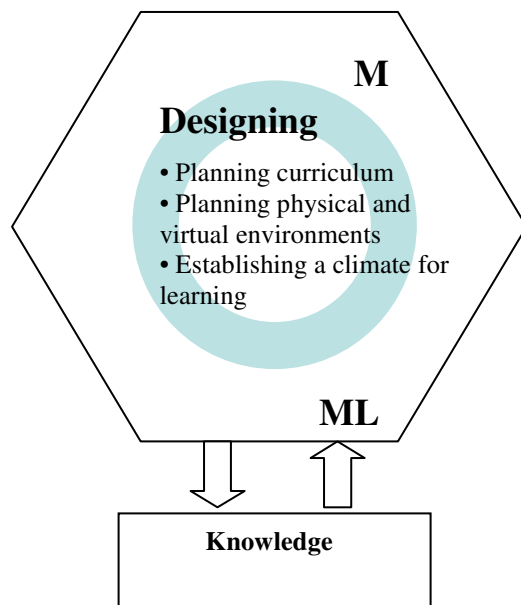 M
Designing
• Planning curriculum
• Planning physical and
virtual environments
• Establishing a climate for
learning
ML
Knowledge